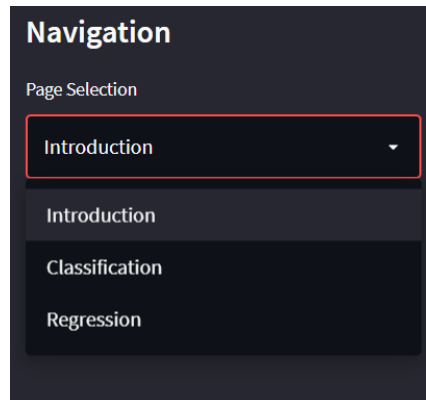 Navigation
Page Selection
Introduction
Introduction
Classification
Regression